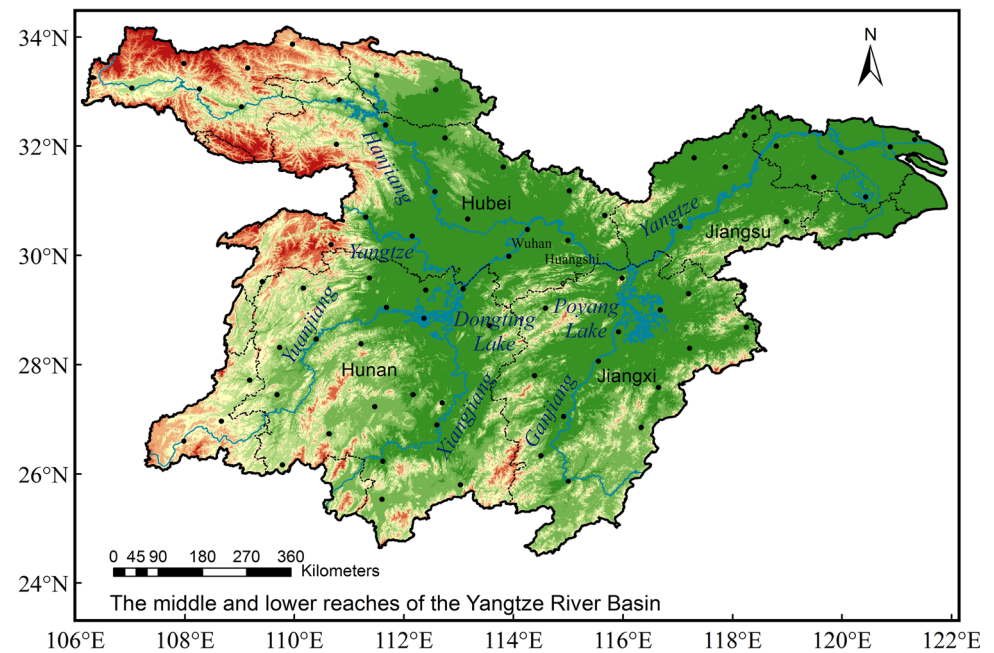 34°N
32°N
30°N
28°N
26°N
24°N
N
Hanjiang
Hubei
Yangtze
Jiangsu
Wuhan
Huangshi
Yangtze
Yuanjiang
Dongting
Lake
Poyang
Lake
Hunan
Jiangxi
Xiangjiang
Ganjiang
0 45 90 180 270 360
Kilometers
The middle and lower reaches of the Yangtze River Basin
106°E 108°E 110°E 112°E 114°E 116°E 118°E 120°E 122°E